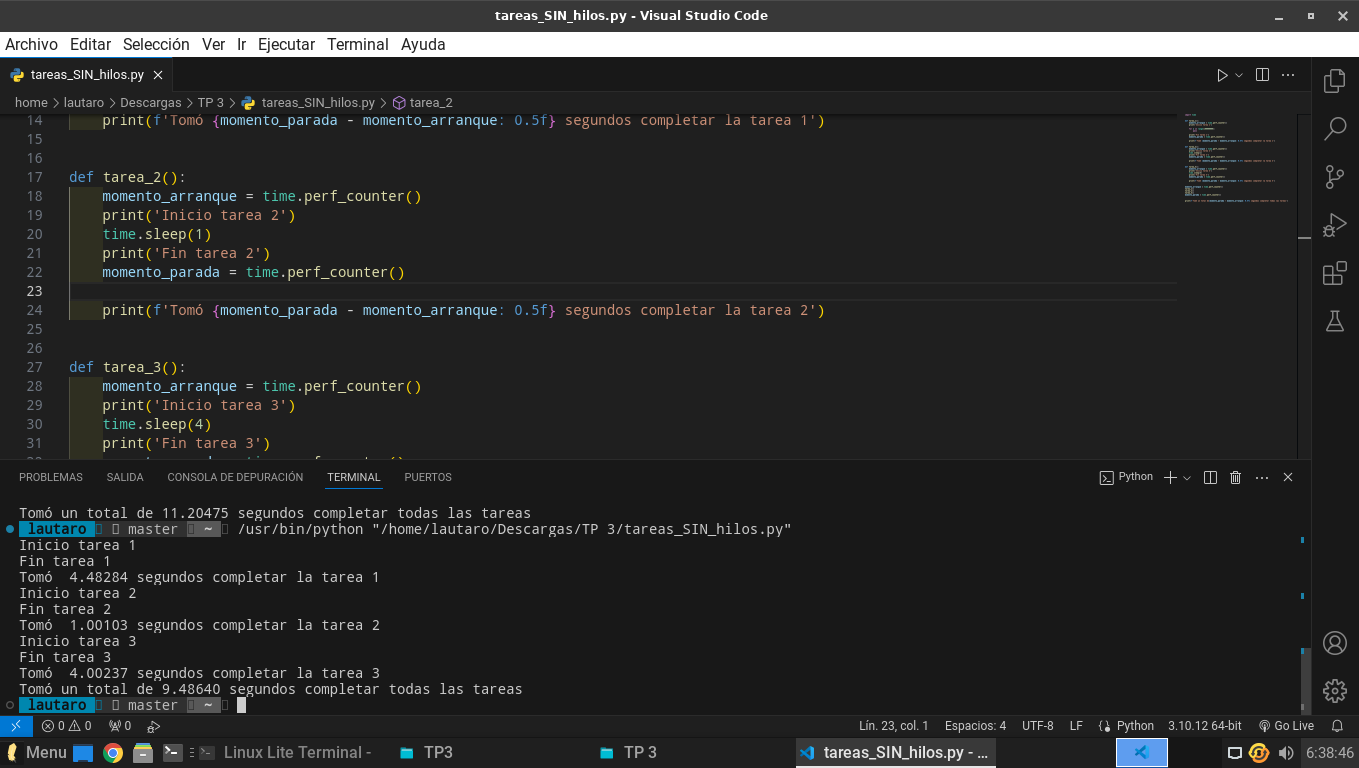 tareas_SIN_hilos.py - Visual Studio Code
Archivo Editar Selección Ver Ir Ejecutar Terminal Ayuda
tareas_SIN_hilos.py
home > lautaro > Descargas > TP 3 > tareas_SIN_hilos.py > tarea_2
14 print(f'Tomó {momento_parada - momento_arranque: 0.5f} segundos completar la tarea 1')
15
16
17 def tarea_2():
18 momento_arranque = time.perf_counter()
19 print('Inicio tarea 2')
20 time.sleep(1)
21 print('Fin tarea 2')
22 momento_parada = time.perf_counter()
23
24 print(f'Tomó {momento_parada - momento_arranque: 0.5f} segundos completar la tarea 2')
25
26
27 def tarea_3():
28 momento_arranque = time.perf_counter()
29 print('Inicio tarea 3')
30 time.sleep(4)
31 print('Fin tarea 3')
PROBLEMAS SALIDA CONSOLA DE DEPURACIÓN TERMINAL PUERTOS
Python
Tomó un total de 11.20475 segundos completar todas las tareas
lautaro master ~ /usr/bin/python "/home/lautaro/Descargas/TP 3/tareas_SIN_hilos.py"
Inicio tarea 1
Fin tarea 1
Tomó  4.48284 segundos completar la tarea 1
Inicio tarea 2
Fin tarea 2
Tomó  1.00103 segundos completar la tarea 2
Inicio tarea 3
Fin tarea 3
Tomó  4.00237 segundos completar la tarea 3
Tomó un total de 9.48640 segundos completar todas las tareas
lautaro master ~
0 0 0 Lín. 23, col. 1 Espacios: 4 UTF-8 LF Python 3.10.12 64-bit Go Live
Menu Linux Lite Terminal - TP3 TP 3 tareas_SIN_hilos.py - ... 6:38:46